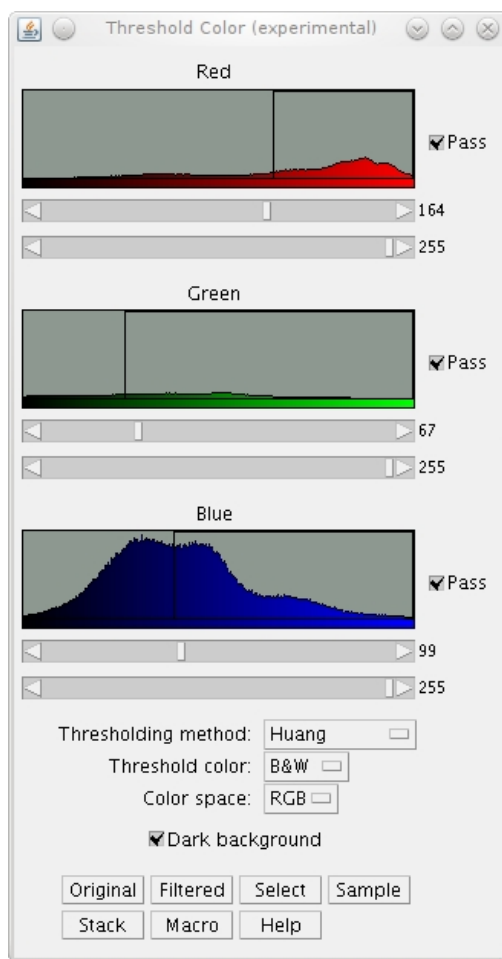 Threshold Color (experimental)
Red
Pass
164
255
Green
Pass
67
255
Blue
Pass
99
255
Thresholding method: Huang
Threshold color: B&W
Color space: RGB
Dark background
Original Filtered Select Sample
Stack Macro Help